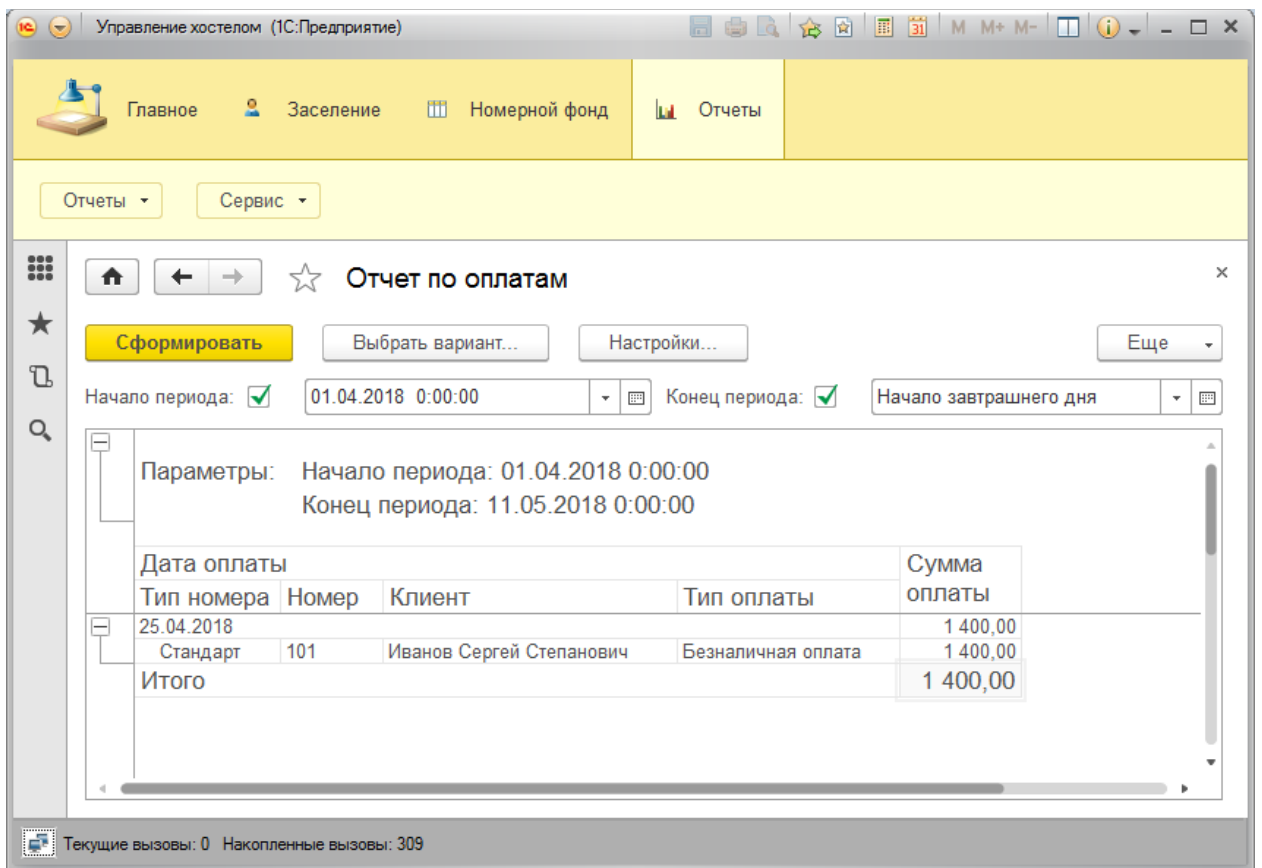 1С Управление хостелом (1С:Предприятие) 31 M M+ M-
Главное Заселение Номерной фонд Отчеты
Отчеты Сервис
Отчет по оплатам
Сформировать Выбрать вариант... Настройки... Еще
Начало периода: 01.04.2018 0:00:00 Конец периода: Начало завтрашнего дня
Параметры: Начало периода: 01.04.2018 0:00:00
Конец периода: 11.05.2018 0:00:00
Дата оплаты Сумма
Тип номера Номер Клиент Тип оплаты оплаты
25.04.2018 1 400,00
Стандарт 101 Иванов Сергей Степанович Безналичная оплата 1 400,00
Итого 1 400,00
Текущие вызовы: 0 Накопленные вызовы: 309